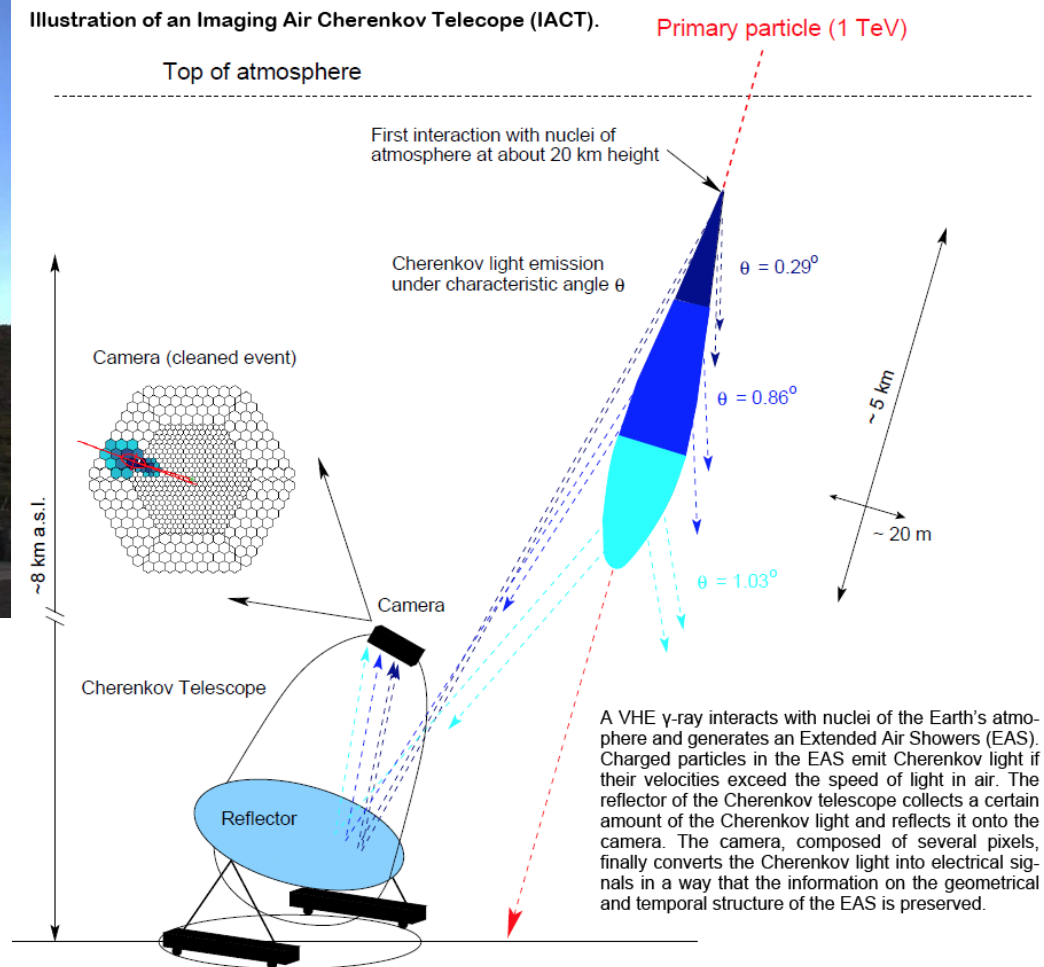 Illustration of an Imaging Air Cherenkov Telecope (IACT).
Primary particle (1 TeV)
Top of atmosphere
First interaction with nuclei of
atmosphere at about 20 km height
Cherenkov light emission
under characteristic angle θ
θ = 0.29°
Camera (cleaned event)
θ = 0.86°
~ 5 km
~8 km a.s.l.
~ 20 m
θ = 1.03°
Camera
Cherenkov Telescope
Reflector
A VHE γ-ray interacts with nuclei of the Earth's atmo-
phere and generates an Extended Air Showers (EAS).
Charged particles in the EAS emit Cherenkov light if
their velocities exceed the speed of light in air. The
reflector of the Cherenkov telescope collects a certain
amount of the Cherenkov light and reflects it onto the
camera. The camera, composed of several pixels,
finally converts the Cherenkov light into electrical sig-
nals in a way that the information on the geometrical
and temporal structure of the EAS is preserved.